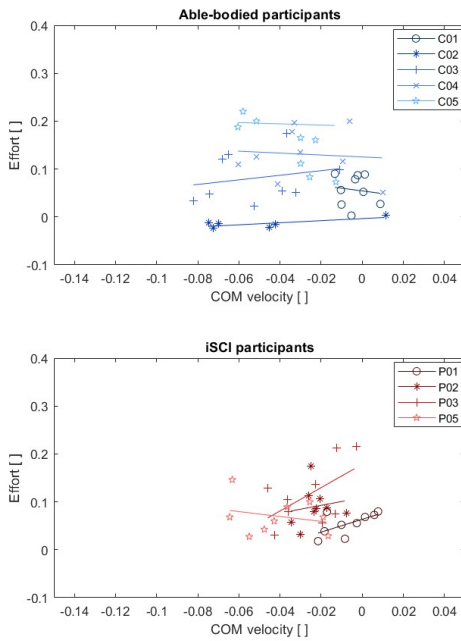 Able-bodied participants
0.4
0.3
0.2
0.1
0
-0.1
Effort [ ]
-0.14 -0.12 -0.1 -0.08 -0.06 -0.04 -0.02 0 0.02 0.04
COM velocity [ ]
C01
C02
C03
C04
C05
iSCI participants
0.4
0.3
0.2
0.1
0
-0.1
Effort [ ]
-0.14 -0.12 -0.1 -0.08 -0.06 -0.04 -0.02 0 0.02 0.04
COM velocity [ ]
P01
P02
P03
P05